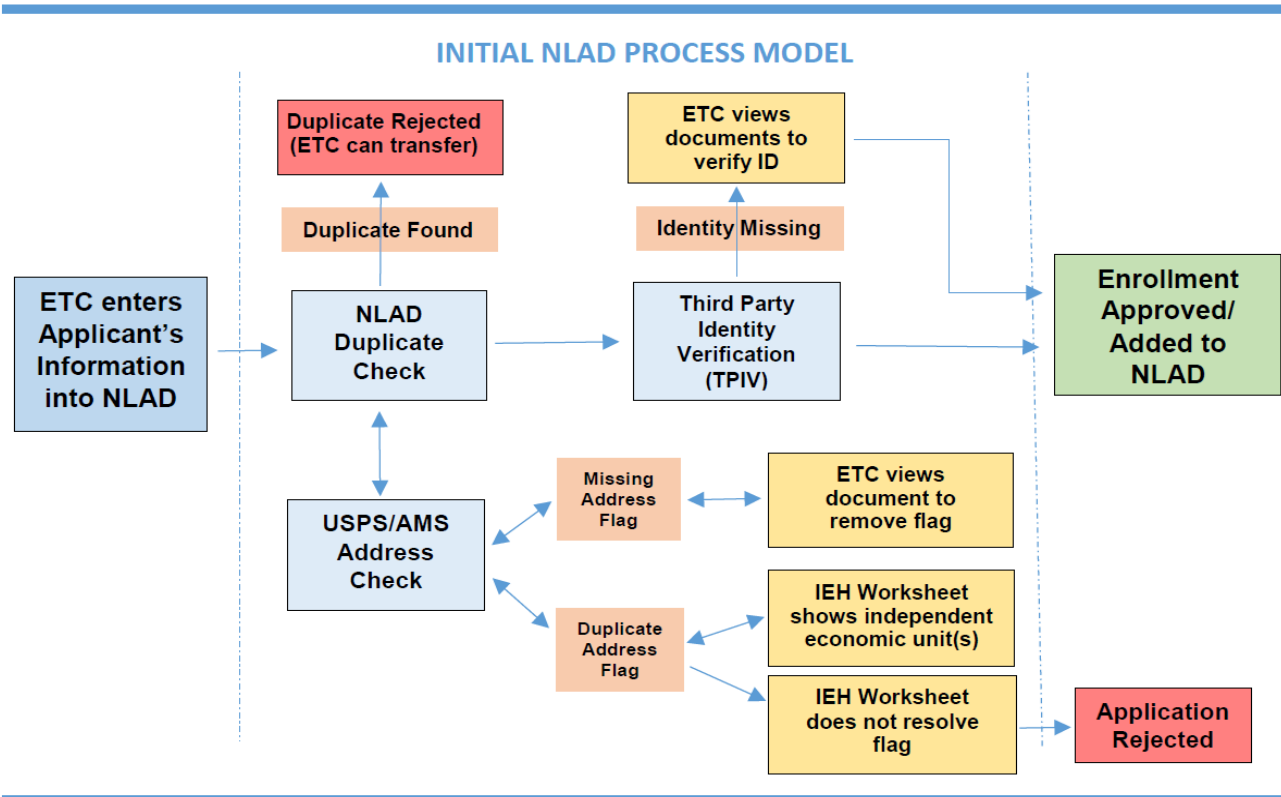 INITIAL NLAD PROCESS MODEL
Duplicate Rejected
(ETC can transfer)
ETC views
documents to
verify ID
Duplicate Found
Identity Missing
ETC enters
Applicant's
Information
into NLAD
NLAD
Duplicate
Check
Third Party
Identity
Verification
(TPIV)
Enrollment
Approved/
Added to
NLAD
USPS/AMS
Address
Check
Missing
Address
Flag
ETC views
document to
remove flag
Duplicate
Address
Flag
IEH Worksheet
shows independent
economic unit(s)
IEH Worksheet
does not resolve
flag
Application
Rejected